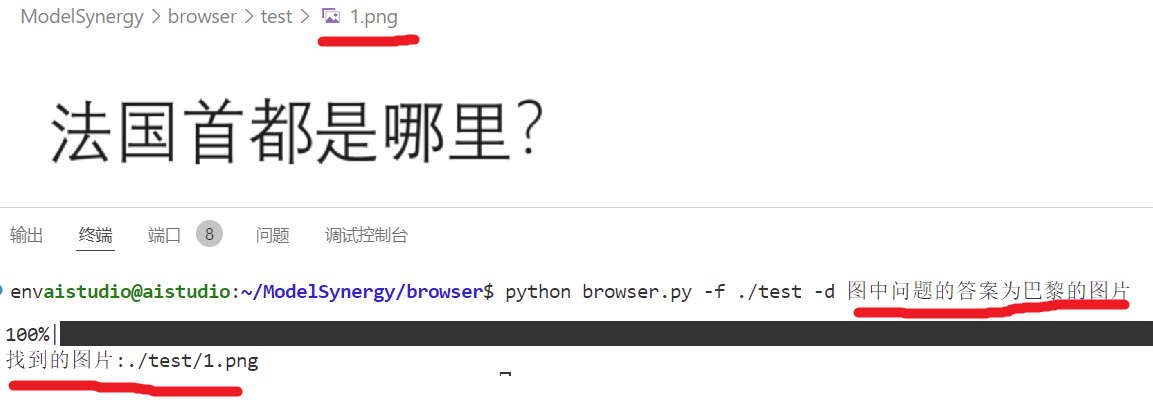 ModelSynergy > browser > test > 1.png
法国首都是哪里?
输出 终端 端口 8 问题 调试控制台
envaistudio@aistudio:~/ModelSynergy/browser$ python browser.py -f ./test -d 图中问题的答案为巴黎的图片
100%|
找到的图片:./test/1.png